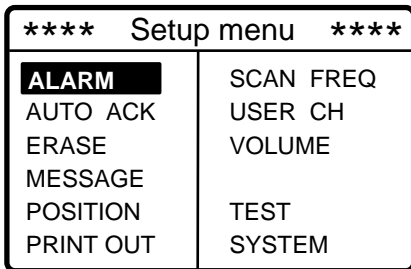 **** Setup menu ****
ALARM
AUTO ACK
ERASE
MESSAGE
POSITION
PRINT OUT
SCAN FREQ
USER CH
VOLUME
TEST
SYSTEM